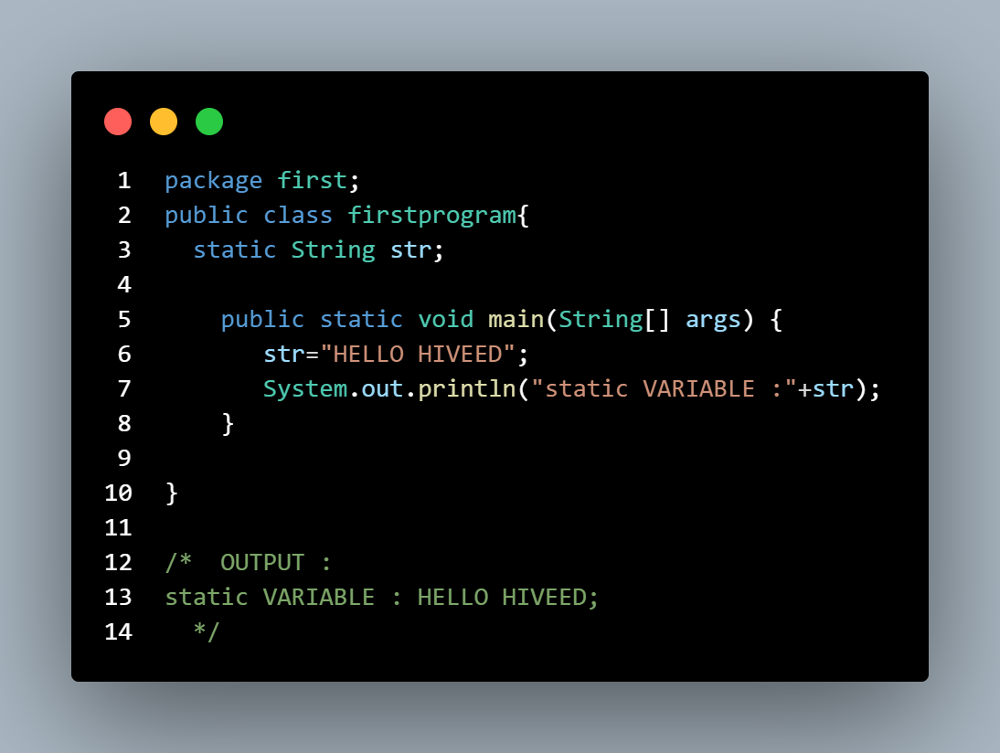 1 package first;
2 public class firstprogram{
3   static String str;
4
5     public static void main(String[] args) {
6        str="HELLO HIVEED";
7        System.out.println("static VARIABLE :"+str);
8     }
9
10 }
11
12 /*  OUTPUT :
13 static VARIABLE : HELLO HIVEED;
14   */